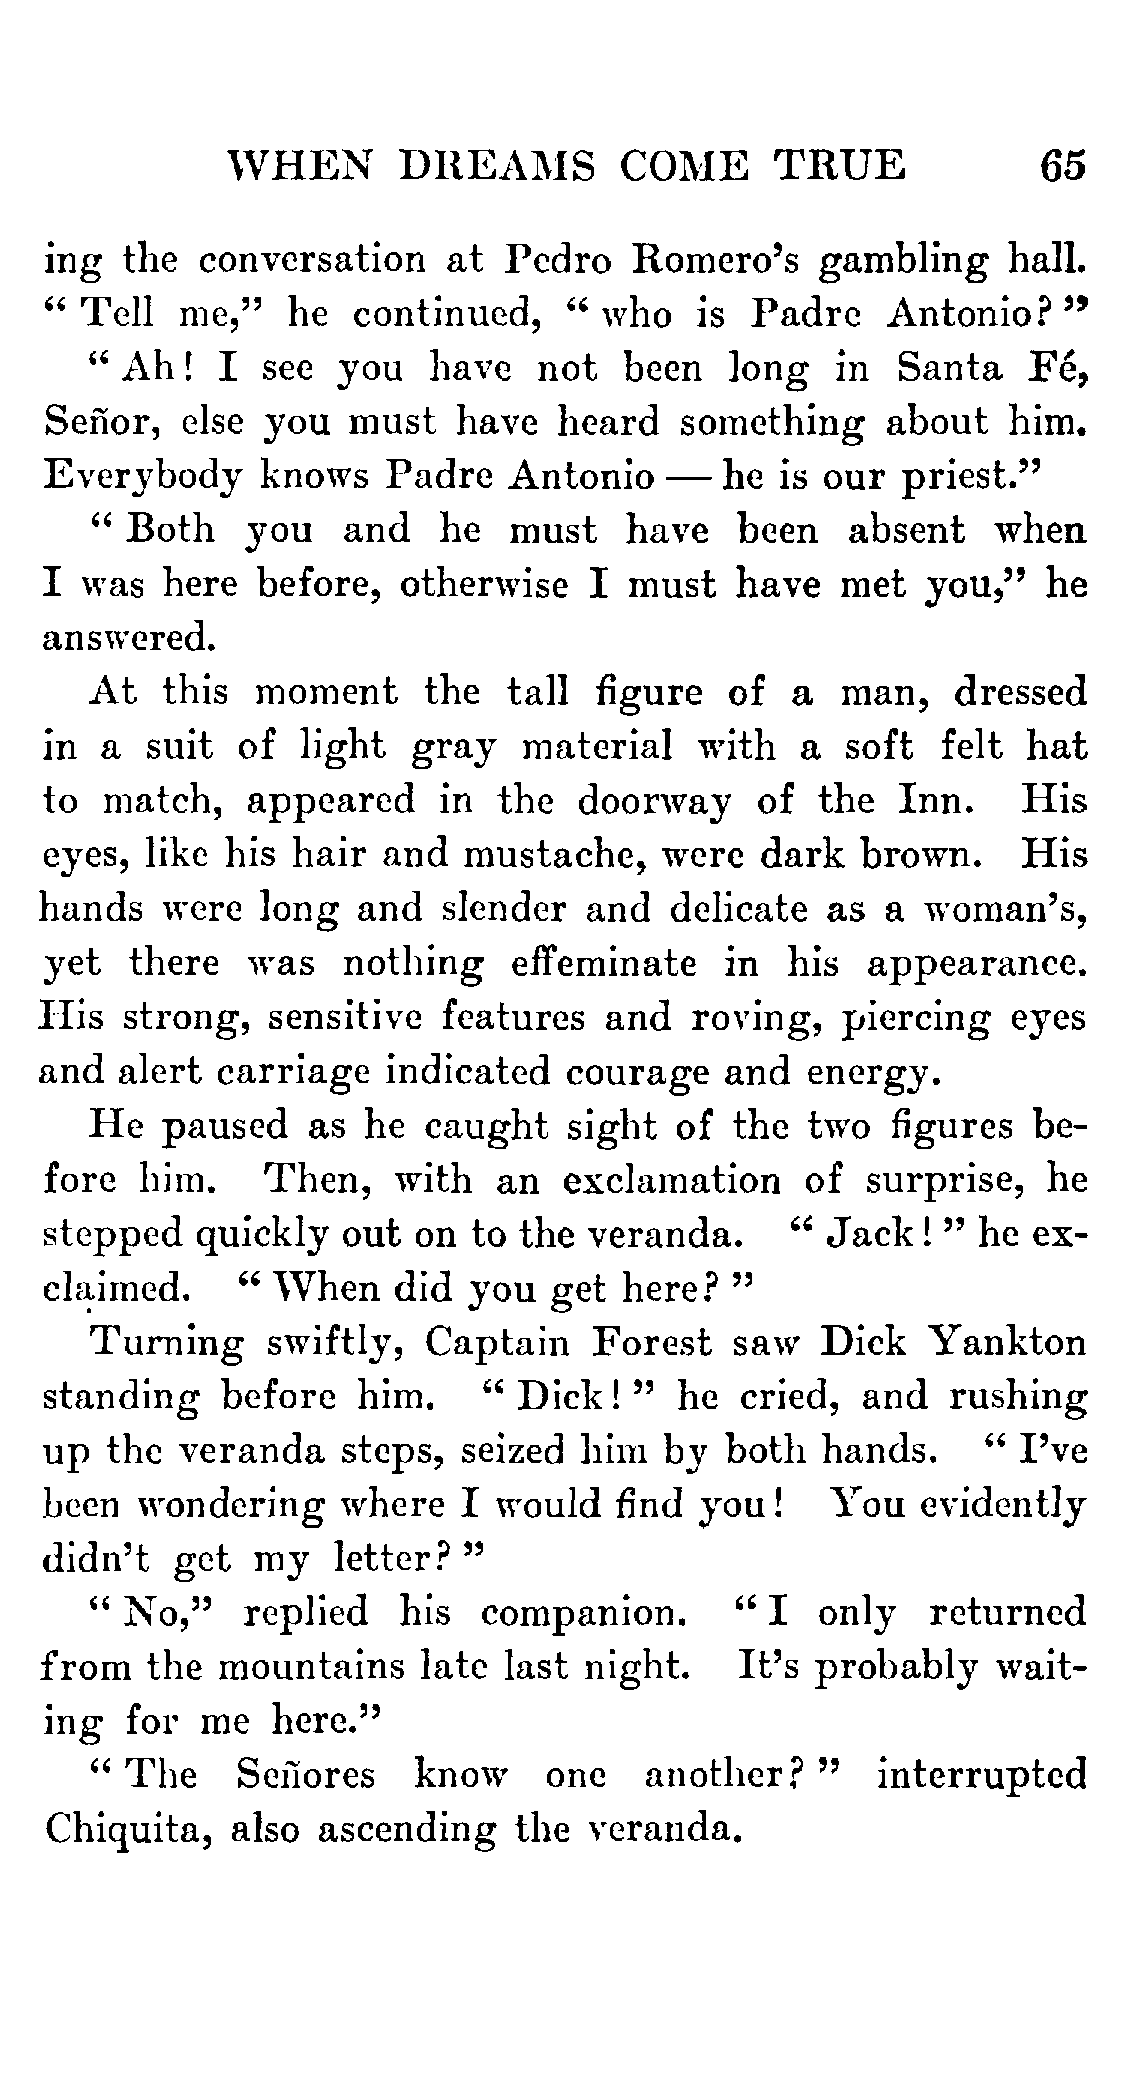 WHEN DREAMS COME TRUE 65
ing the conversation at Pedro Romero's gambling hall.
“ Tell me,” he continued, “ who is Padre Antonio? ”
“ Ah! I see you have not been long in Santa Fé,
Señor, else you must have heard something about him.
Everybody knows Padre Antonio — he is our priest.”
“ Both you and he must have been absent when
I was here before, otherwise I must have met you,” he
answered.
At this moment the tall figure of a man, dressed
in a suit of light gray material with a soft felt hat
to match, appeared in the doorway of the Inn. His
eyes, like his hair and mustache, were dark brown. His
hands were long and slender and delicate as a woman's,
yet there was nothing effeminate in his appearance.
His strong, sensitive features and roving, piercing eyes
and alert carriage indicated courage and energy.
He paused as he caught sight of the two figures be-
fore him. Then, with an exclamation of surprise, he
stepped quickly out on to the veranda. “ Jack! ” he ex-
claimed. “ When did you get here? ”
Turning swiftly, Captain Forest saw Dick Yankton
standing before him. “ Dick! ” he cried, and rushing
up the veranda steps, seized him by both hands. “ I've
been wondering where I would find you! You evidently
didn't get my letter? ”
“ No,” replied his companion. “ I only returned
from the mountains late last night. It's probably wait-
ing for me here.”
“ The Señores know one another? ” interrupted
Chiquita, also ascending the veranda.